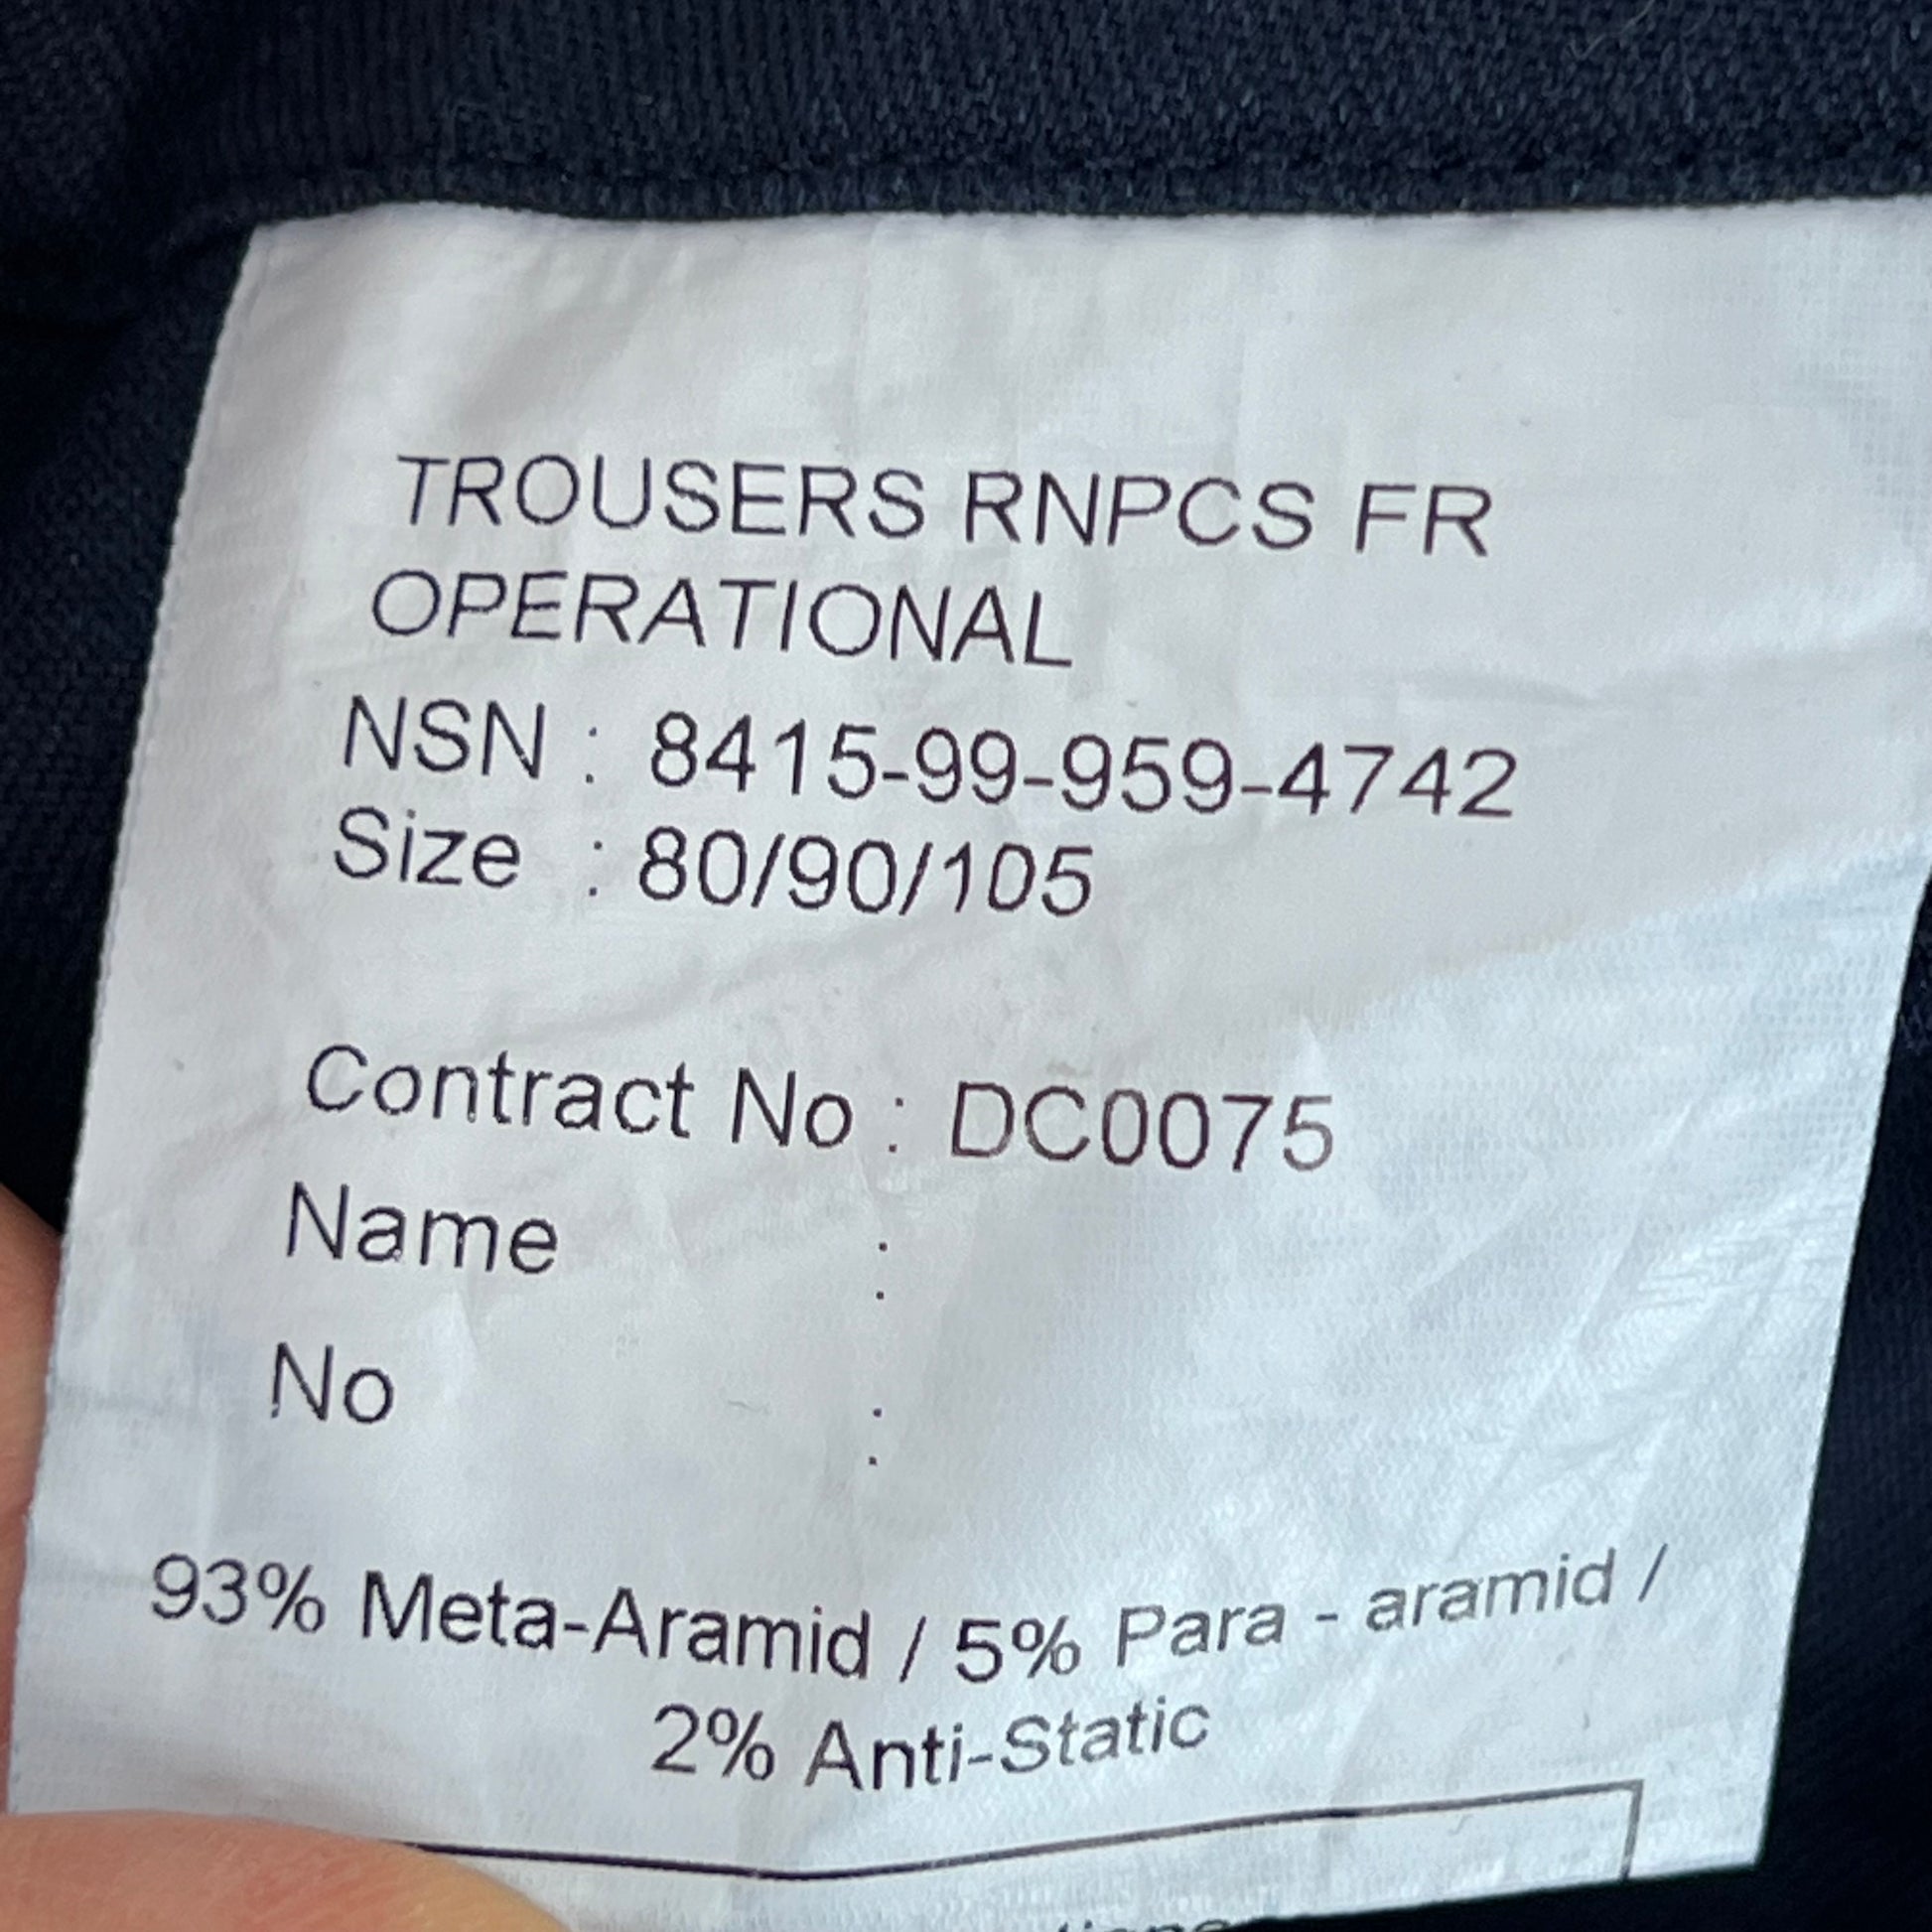 TROUSERS RNPCS FR
OPERATIONAL
NSN : 8415-99-959-4742
Size : 80/90/105
Contract No : DC0075
Name :
No :
93% Meta-Aramid / 5% Para - aramid /
2% Anti-Static